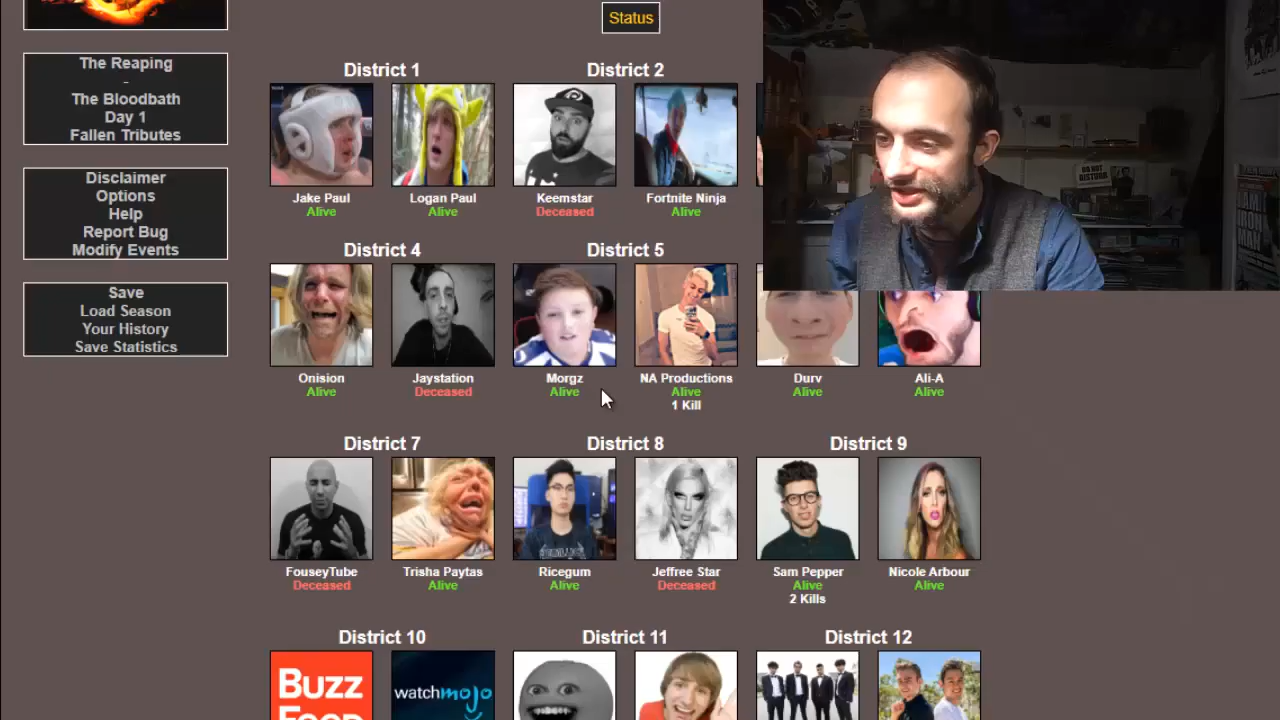 Status
The Reaping
-
The Bloodbath
Day 1
Fallen Tributes
Disclaimer
Options
Help
Report Bug
Modify Events
Save
Load Season
Your History
Save Statistics
District 1
District 2
Jake Paul
Alive
Logan Paul
Alive
Keemstar
Deceased
Fortnite Ninja
Alive
District 4
District 5
Onision
Alive
Jaystation
Deceased
Morgz
Alive
NA Productions
Alive
1 Kill
Durv
Alive
Ali-A
Alive
District 7
District 8
District 9
FouseyTube
Deceased
Trisha Paytas
Alive
Ricegum
Alive
Jeffree Star
Deceased
Sam Pepper
Alive
2 Kills
Nicole Arbour
Alive
District 10
District 11
District 12
Buzz
watchmojo
DO NOT
DISTURB